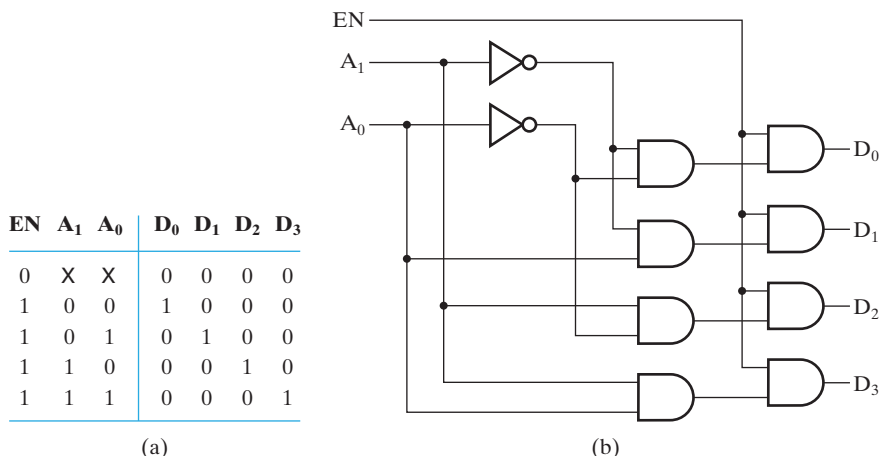 EN A₁ A₀ D₀ D₁ D₂ D₃
0 X X 0 0 0 0
1 0 0 1 0 0 0
1 0 1 0 1 0 0
1 1 0 0 0 1 0
1 1 1 0 0 0 1
(a)
EN
A₁
A₀
D₀
D₁
D₂
D₃
(b)